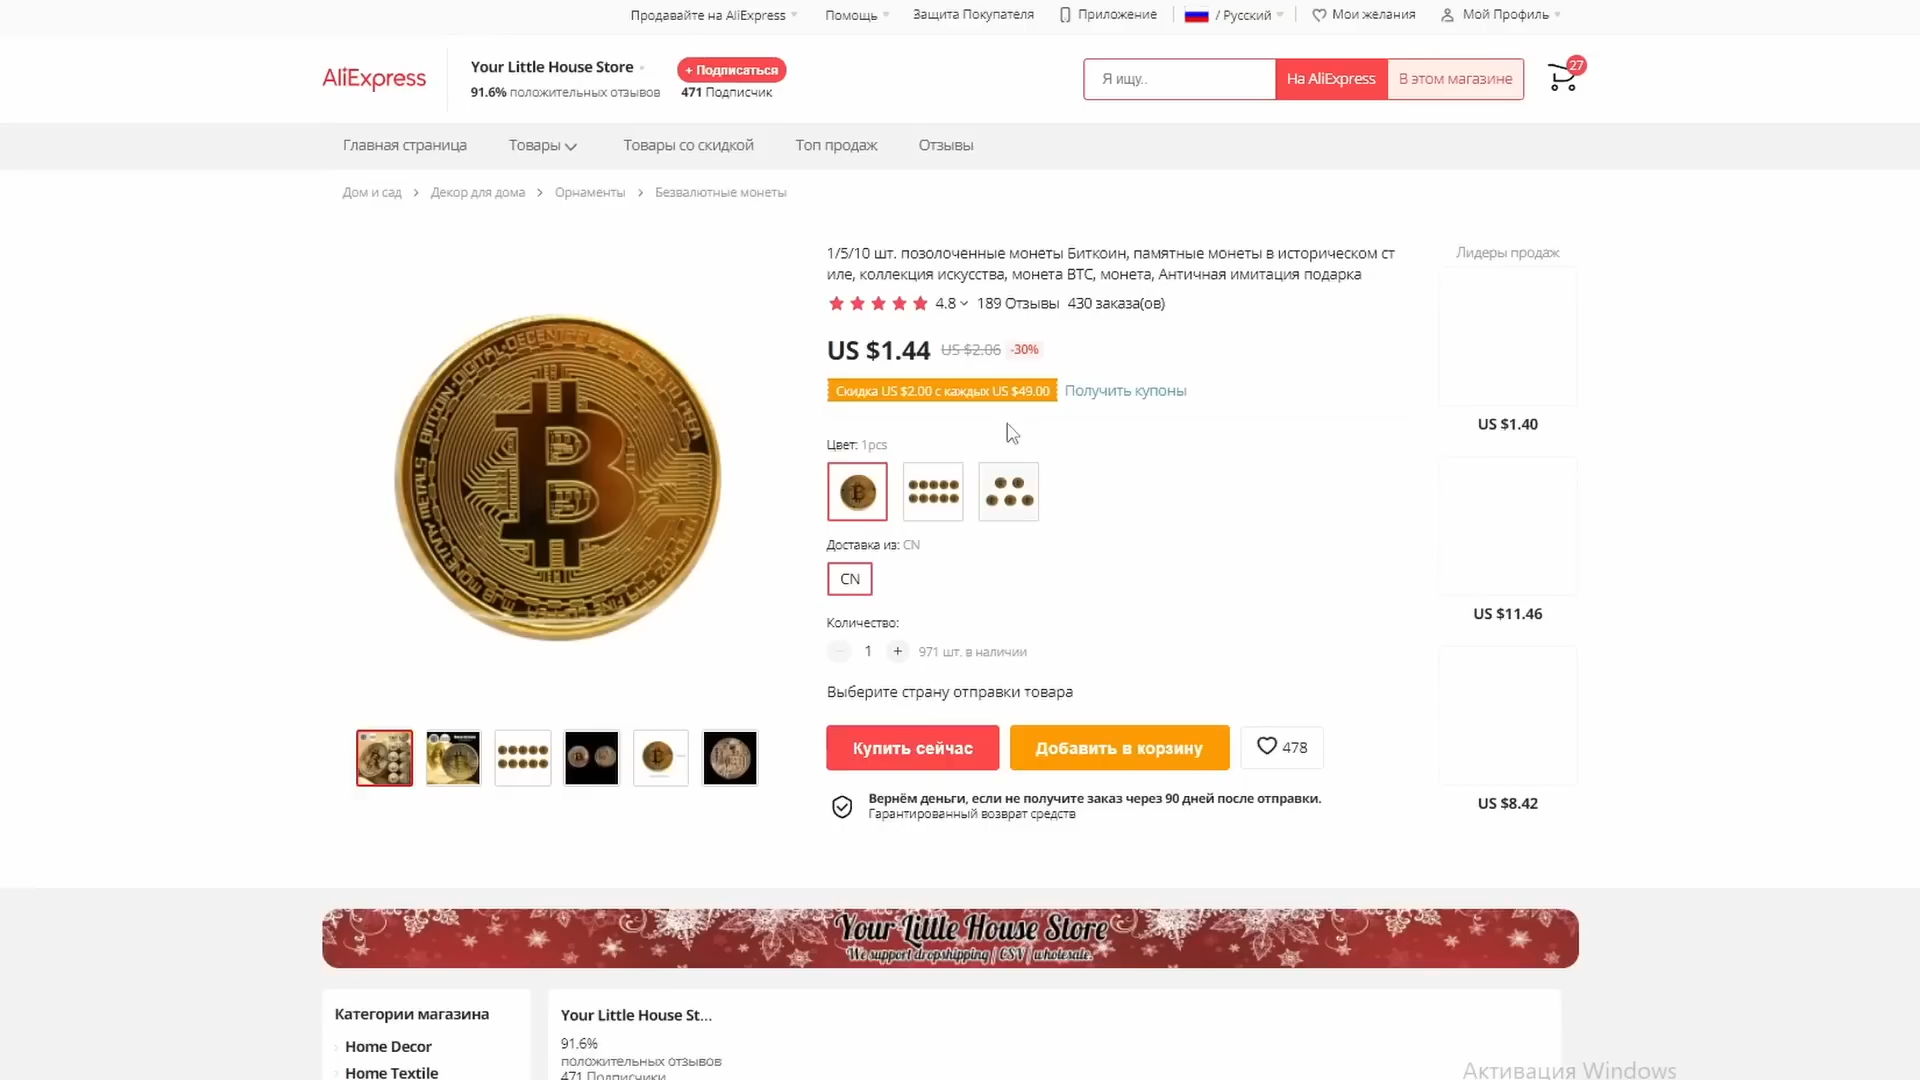 Продавайте на AliExpress
Помощь
Защита Покупателя
Приложение
/ Русский
Мои желания
Мой Профиль
AliExpress
Your Little House Store
91.6% положительных отзывов
+ Подписаться
471 Подписчик
Я ищу..
На AliExpress
В этом магазине
27
Главная страница
Товары
Товары со скидкой
Топ продаж
Отзывы
Дом и сад > Декор для дома > Орнаменты > Безвалютные монеты
1/5/10 шт. позолоченные монеты Биткоин, памятные монеты в историческом ст
иле, коллекция искусства, монета BTC, монета, Античная имитация подарка
4.8 189 Отзывы 430 заказа(ов)
US $1.44 US $2.06 -30%
Скидка US $2.00 с каждых US $49.00 Получить купоны
Цвет: 1pcs
Доставка из: CN
CN
Количество:
1 + 971 шт. в наличии
Выберите страну отправки товара
Купить сейчас
Добавить в корзину
478
Вернём деньги, если не получите заказ через 90 дней после отправки.
Гарантированный возврат средств
Лидеры продаж
US $1.40
US $11.46
US $8.42
BITCOIN
DIGITAL
DECENTRALIZED
PEER TO PEER
Your Little House Store
We support dropshipping / CSV / wholesale.
Категории магазина
Home Decor
Home Textile
Your Little House St...
91.6%
положительных отзывов
471 Подписчики
Активация Windows